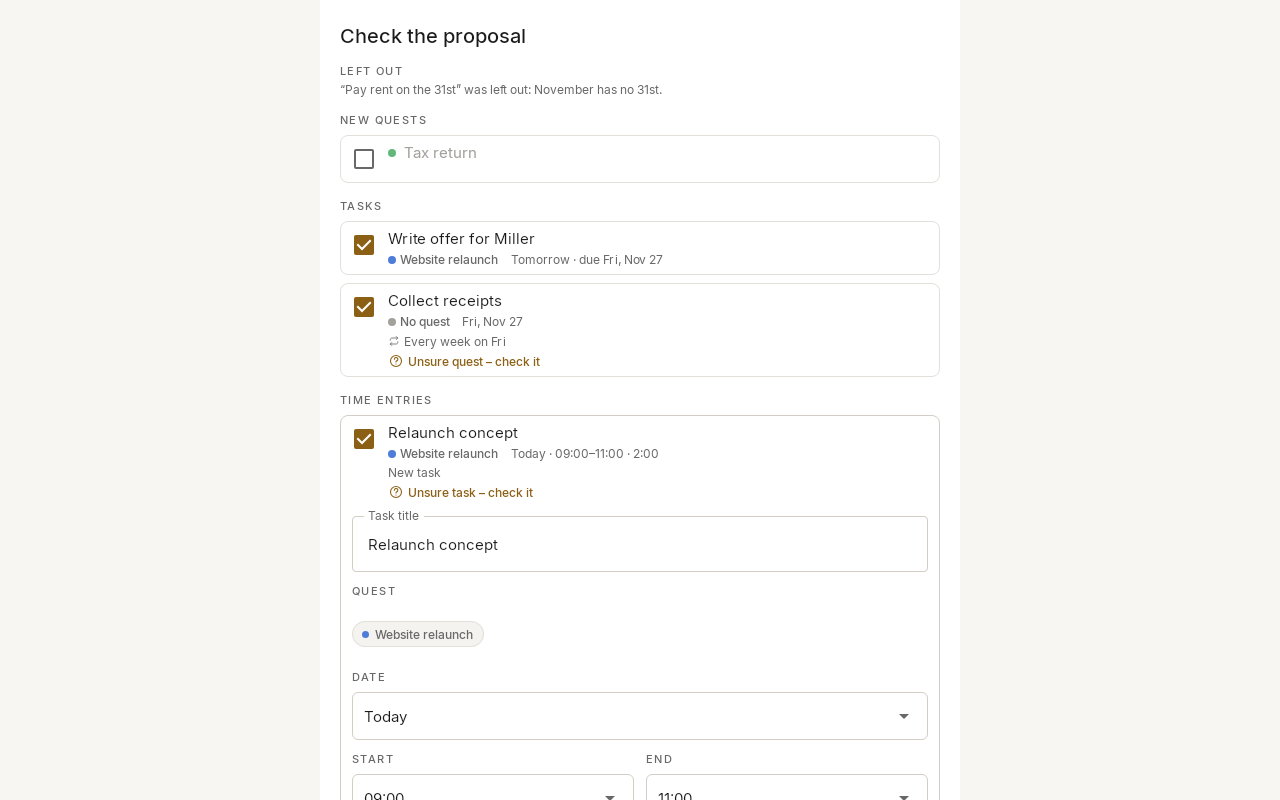 Check the proposal
LEFT OUT
“Pay rent on the 31st” was left out: November has no 31st.
NEW QUESTS
Tax return
TASKS
Write offer for Miller
Website relaunch Tomorrow · due Fri, Nov 27
Collect receipts
No quest Fri, Nov 27
Every week on Fri
Unsure quest – check it
TIME ENTRIES
Relaunch concept
Website relaunch Today · 09:00–11:00 · 2:00
New task
Unsure task – check it
Task title
Relaunch concept
QUEST
Website relaunch
DATE
Today
START END
09:00 11:00